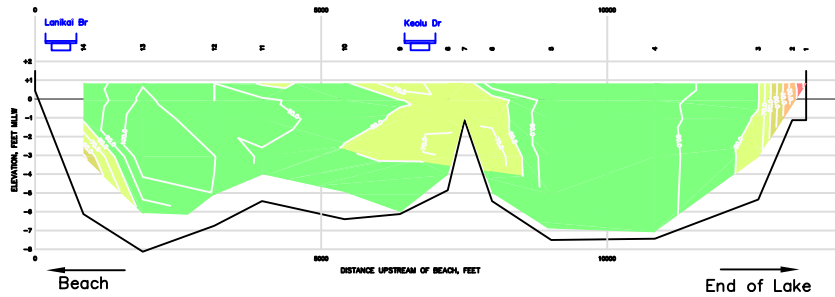 0 5000 10000
Lanikai Br Keolu Dr
14 13 12 11 10 9 8 7 6 5 4 3 2 1
+2
+1
0
-1
-2
-3
-4
-5
-6
-7
-8
ELEVATION, FEET MLLW
0 5000 10000
DISTANCE UPSTREAM OF BEACH, FEET
Beach
End of Lake